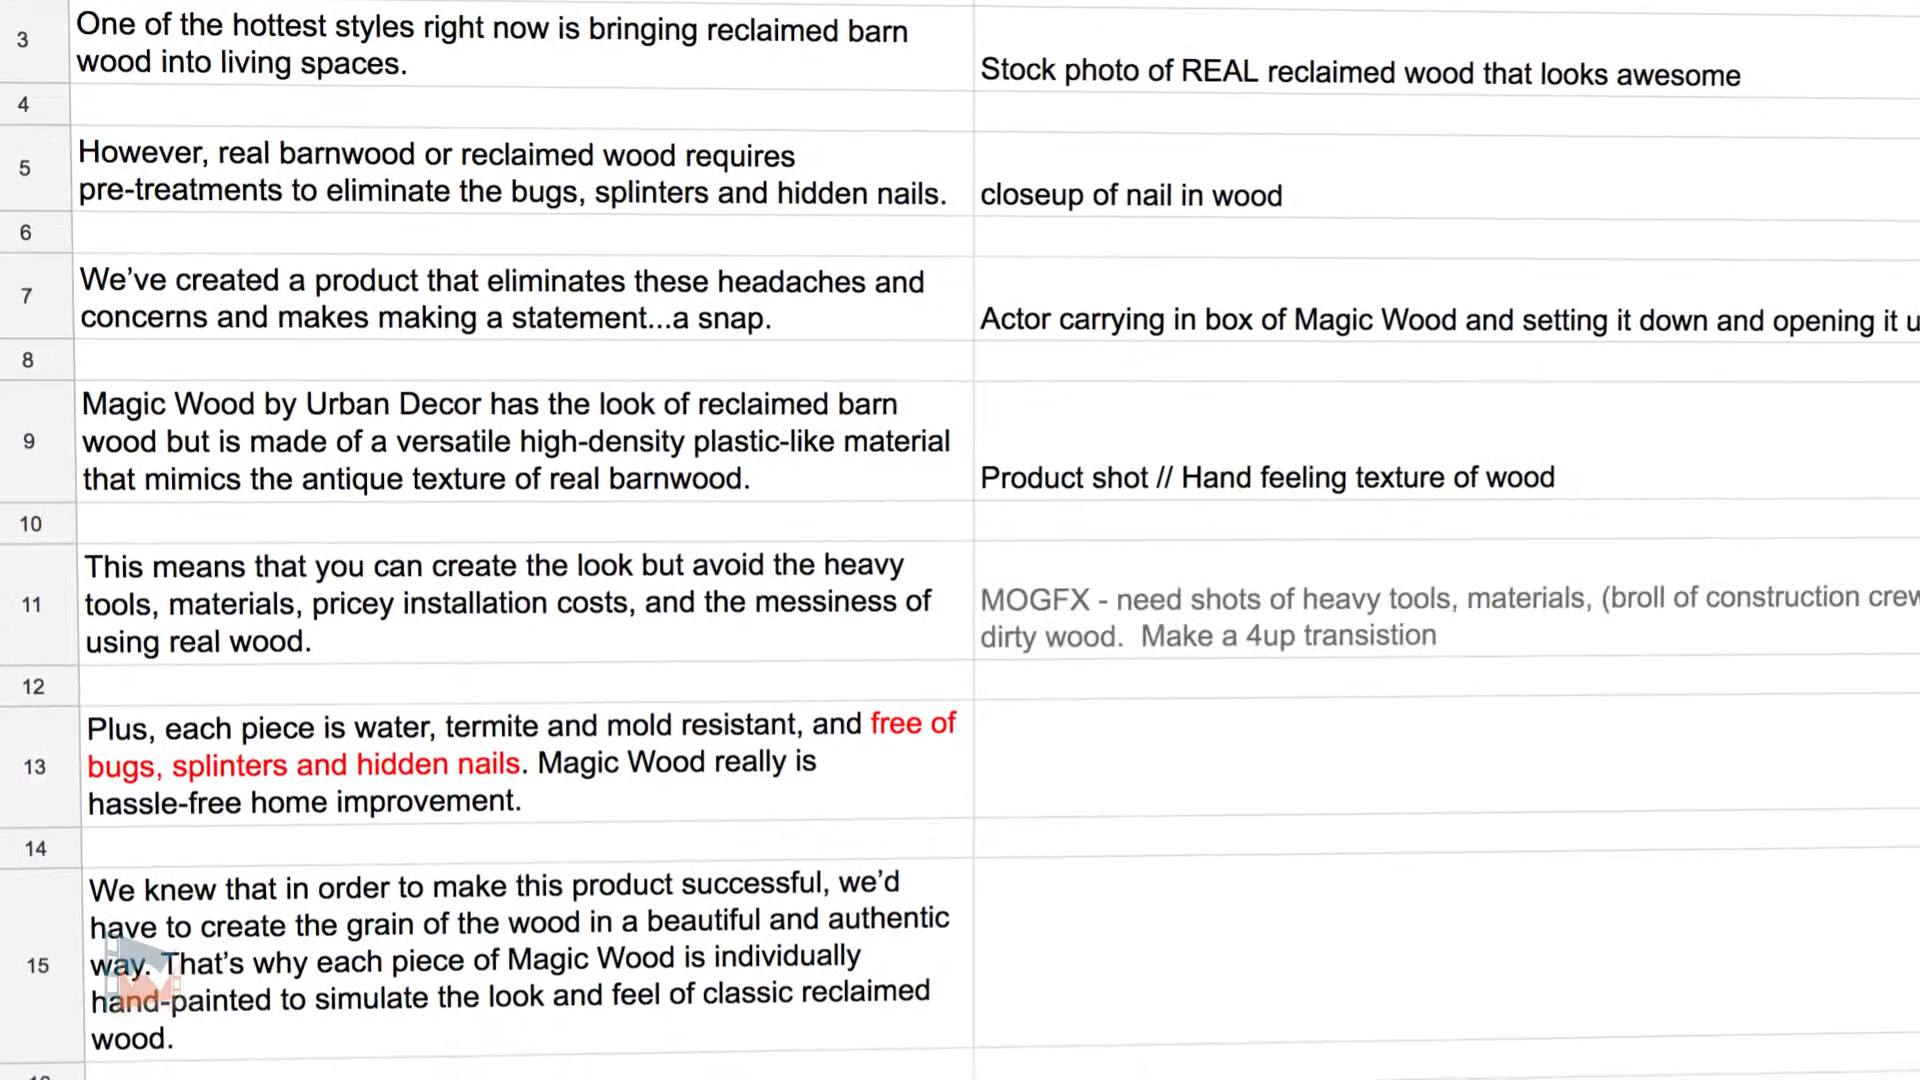 3
One of the hottest styles right now is bringing reclaimed barn
wood into living spaces.
Stock photo of REAL reclaimed wood that looks awesome
4
5
However, real barnwood or reclaimed wood requires
pre-treatments to eliminate the bugs, splinters and hidden nails.
closeup of nail in wood
6
7
We've created a product that eliminates these headaches and
concerns and makes making a statement...a snap.
Actor carrying in box of Magic Wood and setting it down and opening it u
8
9
Magic Wood by Urban Decor has the look of reclaimed barn
wood but is made of a versatile high-density plastic-like material
that mimics the antique texture of real barnwood.
Product shot // Hand feeling texture of wood
10
11
This means that you can create the look but avoid the heavy
tools, materials, pricey installation costs, and the messiness of
using real wood.
MOGFX - need shots of heavy tools, materials, (broll of construction crew
dirty wood.  Make a 4up transistion
12
13
Plus, each piece is water, termite and mold resistant, and free of
bugs, splinters and hidden nails. Magic Wood really is
hassle-free home improvement.
14
15
We knew that in order to make this product successful, we'd
have to create the grain of the wood in a beautiful and authentic
way. That's why each piece of Magic Wood is individually
hand-painted to simulate the look and feel of classic reclaimed
wood.